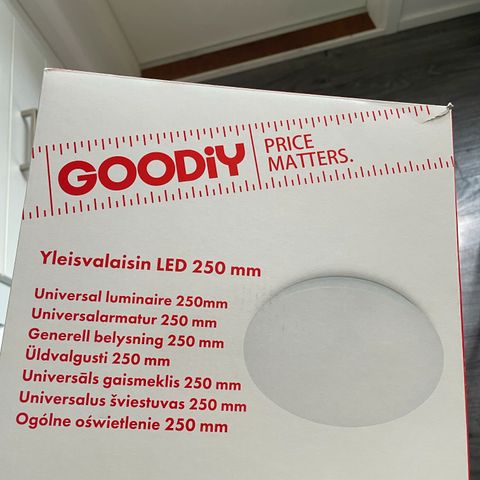 GOODiY
PRICE
MATTERS.
Yleisvalaisin LED 250 mm
Universal luminaire 250mm
Universalarmatur 250 mm
Generell belysning 250 mm
Üldvalgusti 250 mm
Universāls gaismeklis 250 mm
Universalus šviestuvas 250 mm
Ogólne oświetlenie 250 mm